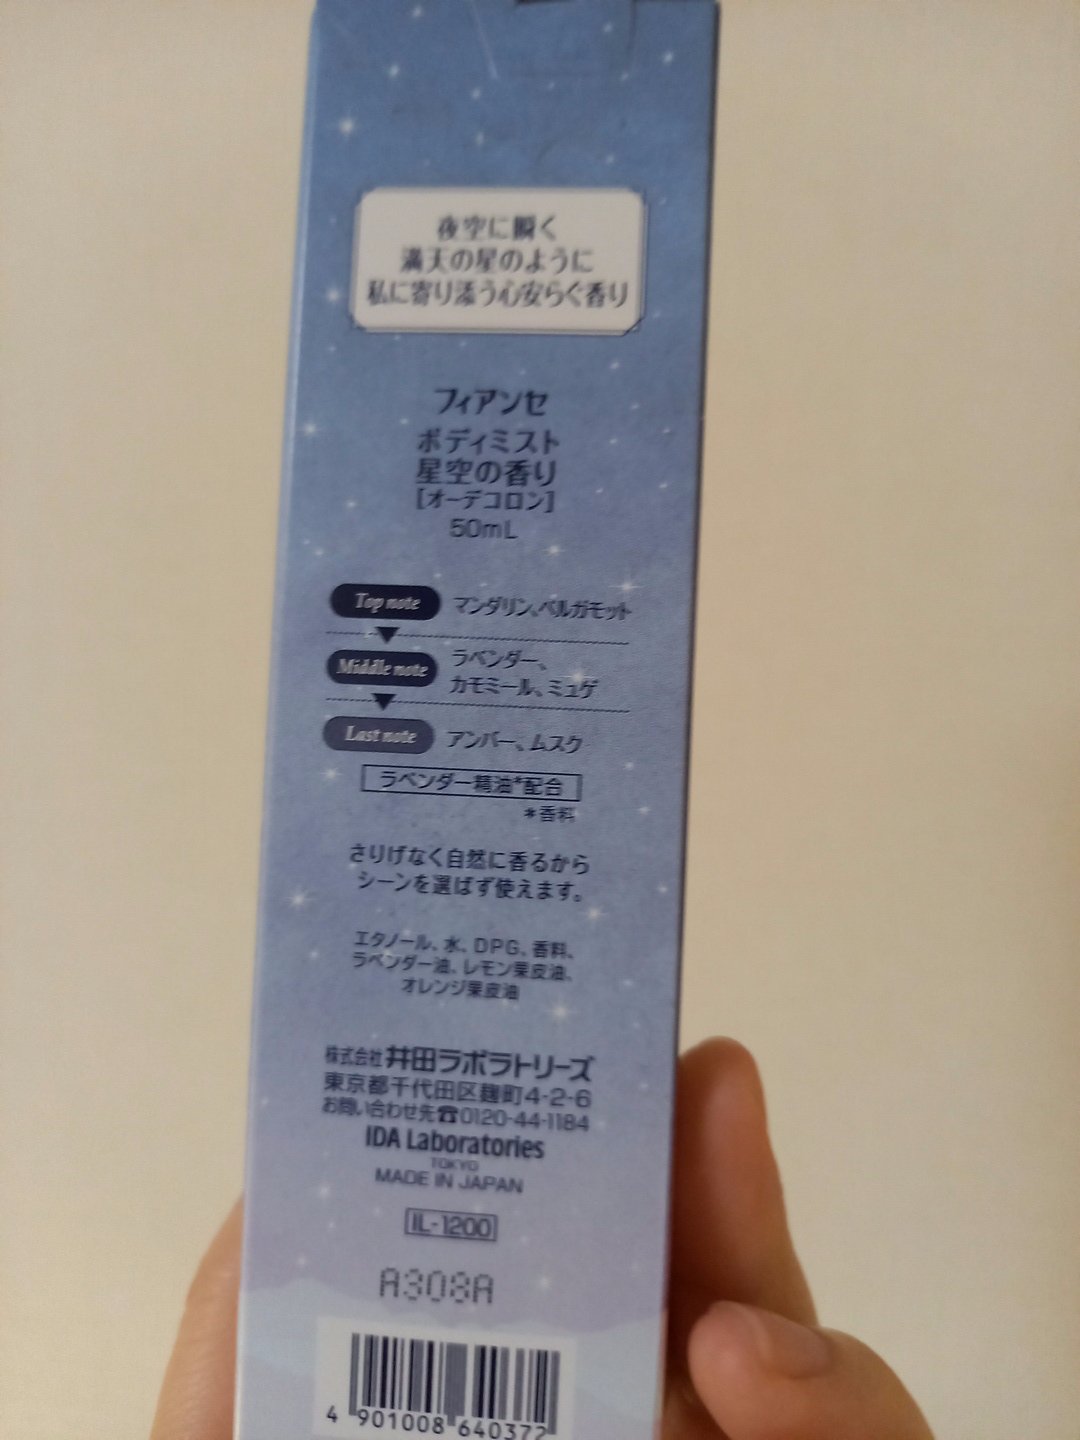 夜空に瞬く
満天の星のように
私に寄り添う心安らぐ香り
フィアンセ
ボディミスト
星空の香り
[オーデコロン]
50mL
Top note マンダリン、ベルガモット
Middle note ラベンダー、
カモミール、ミュゲ
Last note アンバー、ムスク
ラベンダー精油*配合
*香料
さりげなく自然に香るから
シーンを選ばず使えます。
エタノール、水、DPG、香料、
ラベンダー油、レモン果皮油、
オレンジ果皮油
株式会社 井田ラボラトリーズ
東京都千代田区麹町4-2-6
お問い合わせ先☎0120-44-1184
IDA Laboratories
TOKYO
MADE IN JAPAN
IL-1200
A308A
4 901008 640372